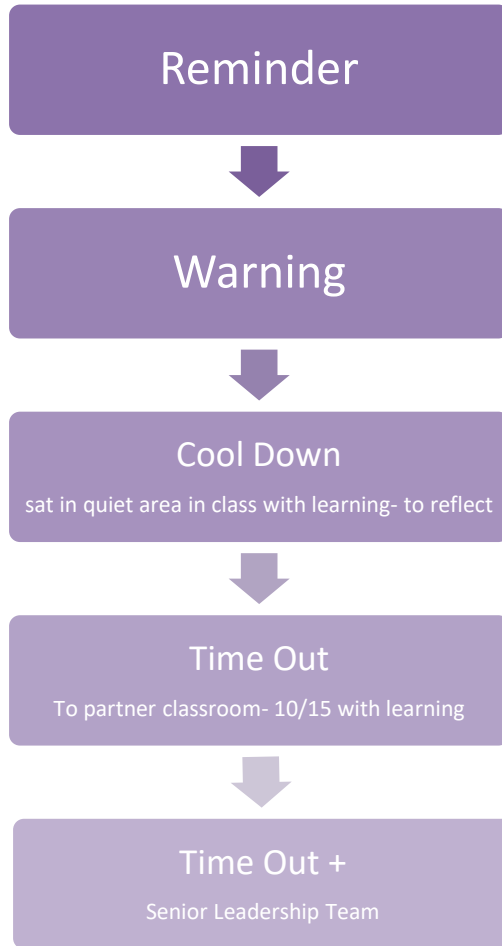 Reminder
Warning
Cool Down
sat in quiet area in class with learning- to reflect
Time Out
To partner classroom- 10/15 with learning
Time Out +
Senior Leadership Team